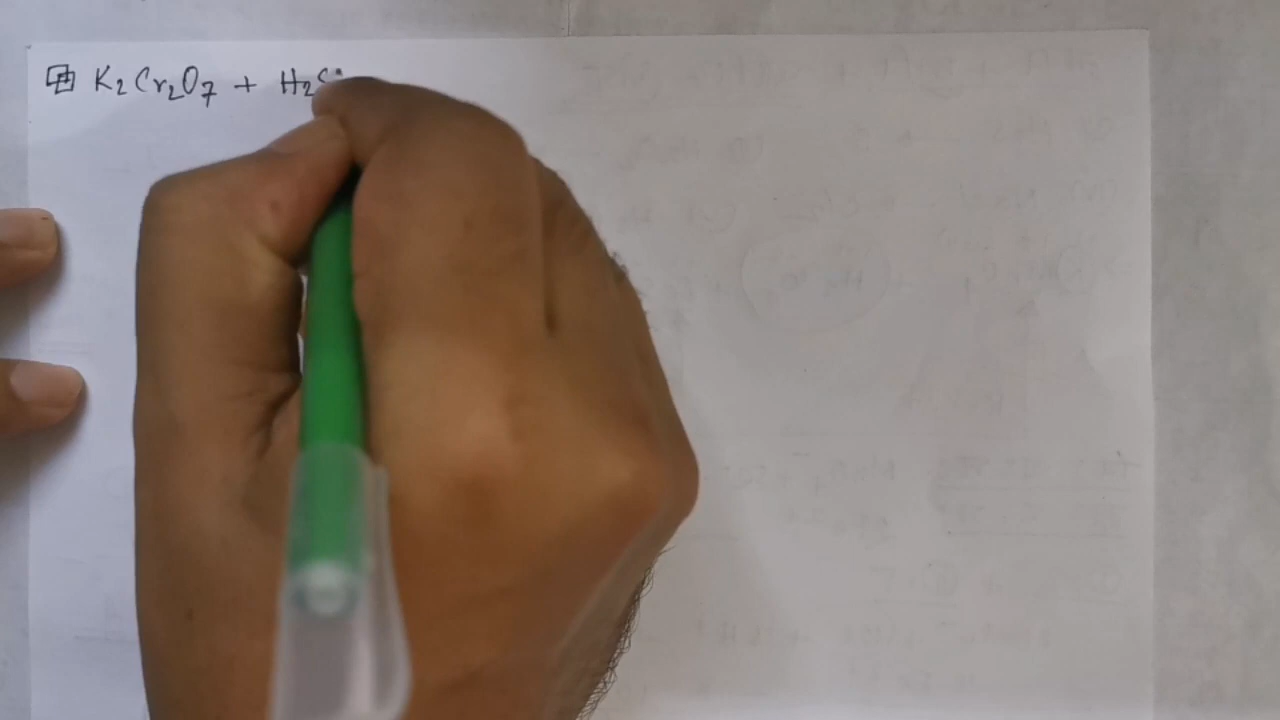 K₂Cr₂O₇ + H₂S